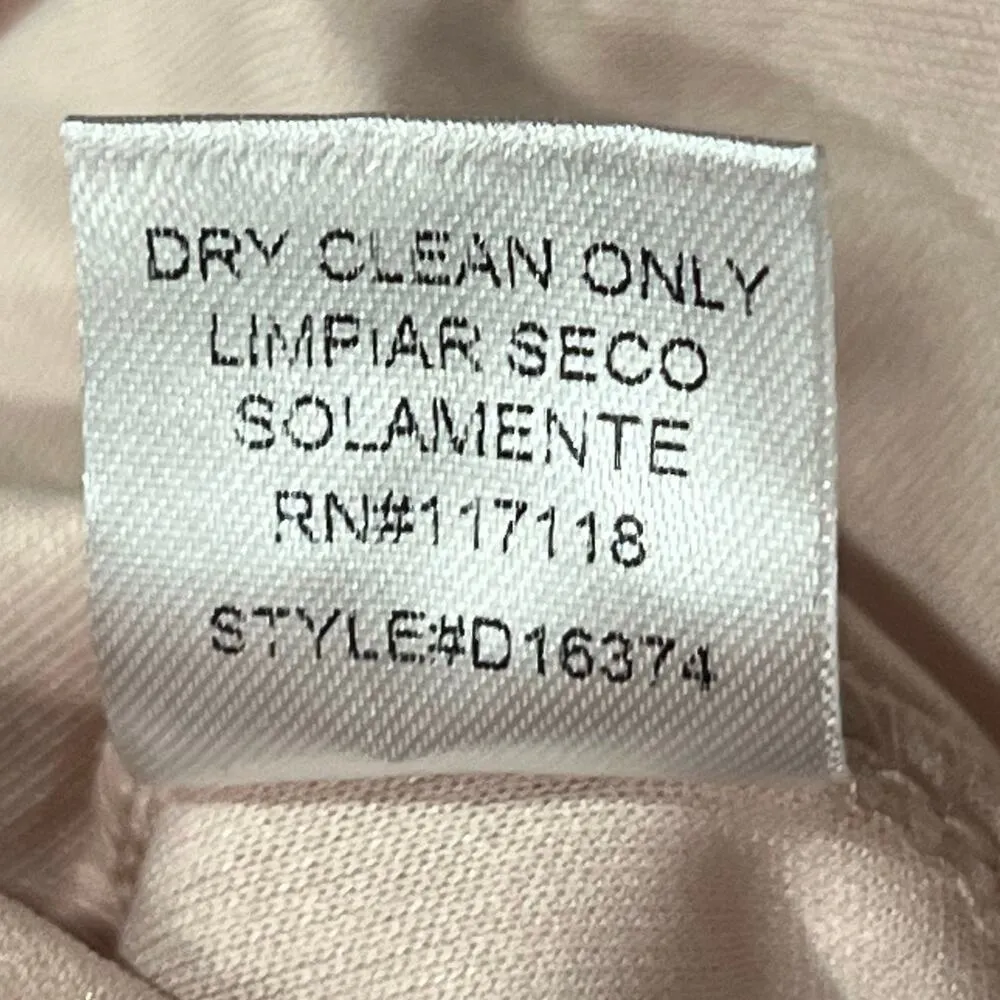 DRY CLEAN ONLY
LIMPIAR SECO
SOLAMENTE
RN#117118
STYLE#D16374